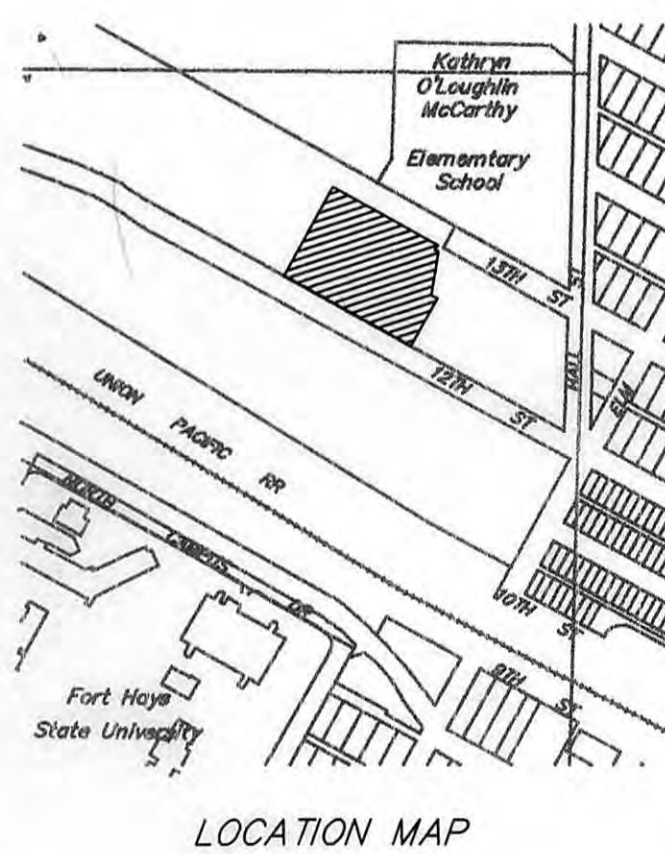 Kathryn
O'Loughlin
McCarthy
Elememtary
School
13TH ST
HALL ST
12TH ST
ELM
UNION PACIFIC RR
NORTH CAMPUS DR
10TH ST
9TH ST
Fort Hays
State University
LOCATION MAP